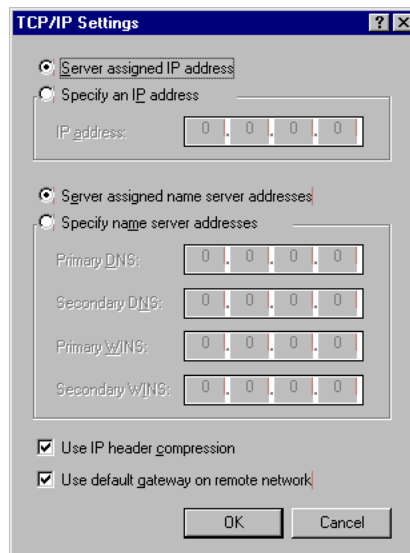 TCP/IP Settings ? ×
Server assigned IP address
Specify an IP address
IP address: 0 . 0 . 0 . 0
Server assigned name server addresses
Specify name server addresses
Primary DNS: 0 . 0 . 0 . 0
Secondary DNS: 0 . 0 . 0 . 0
Primary WINS: 0 . 0 . 0 . 0
Secondary WINS: 0 . 0 . 0 . 0
Use IP header compression
Use default gateway on remote network
OK Cancel